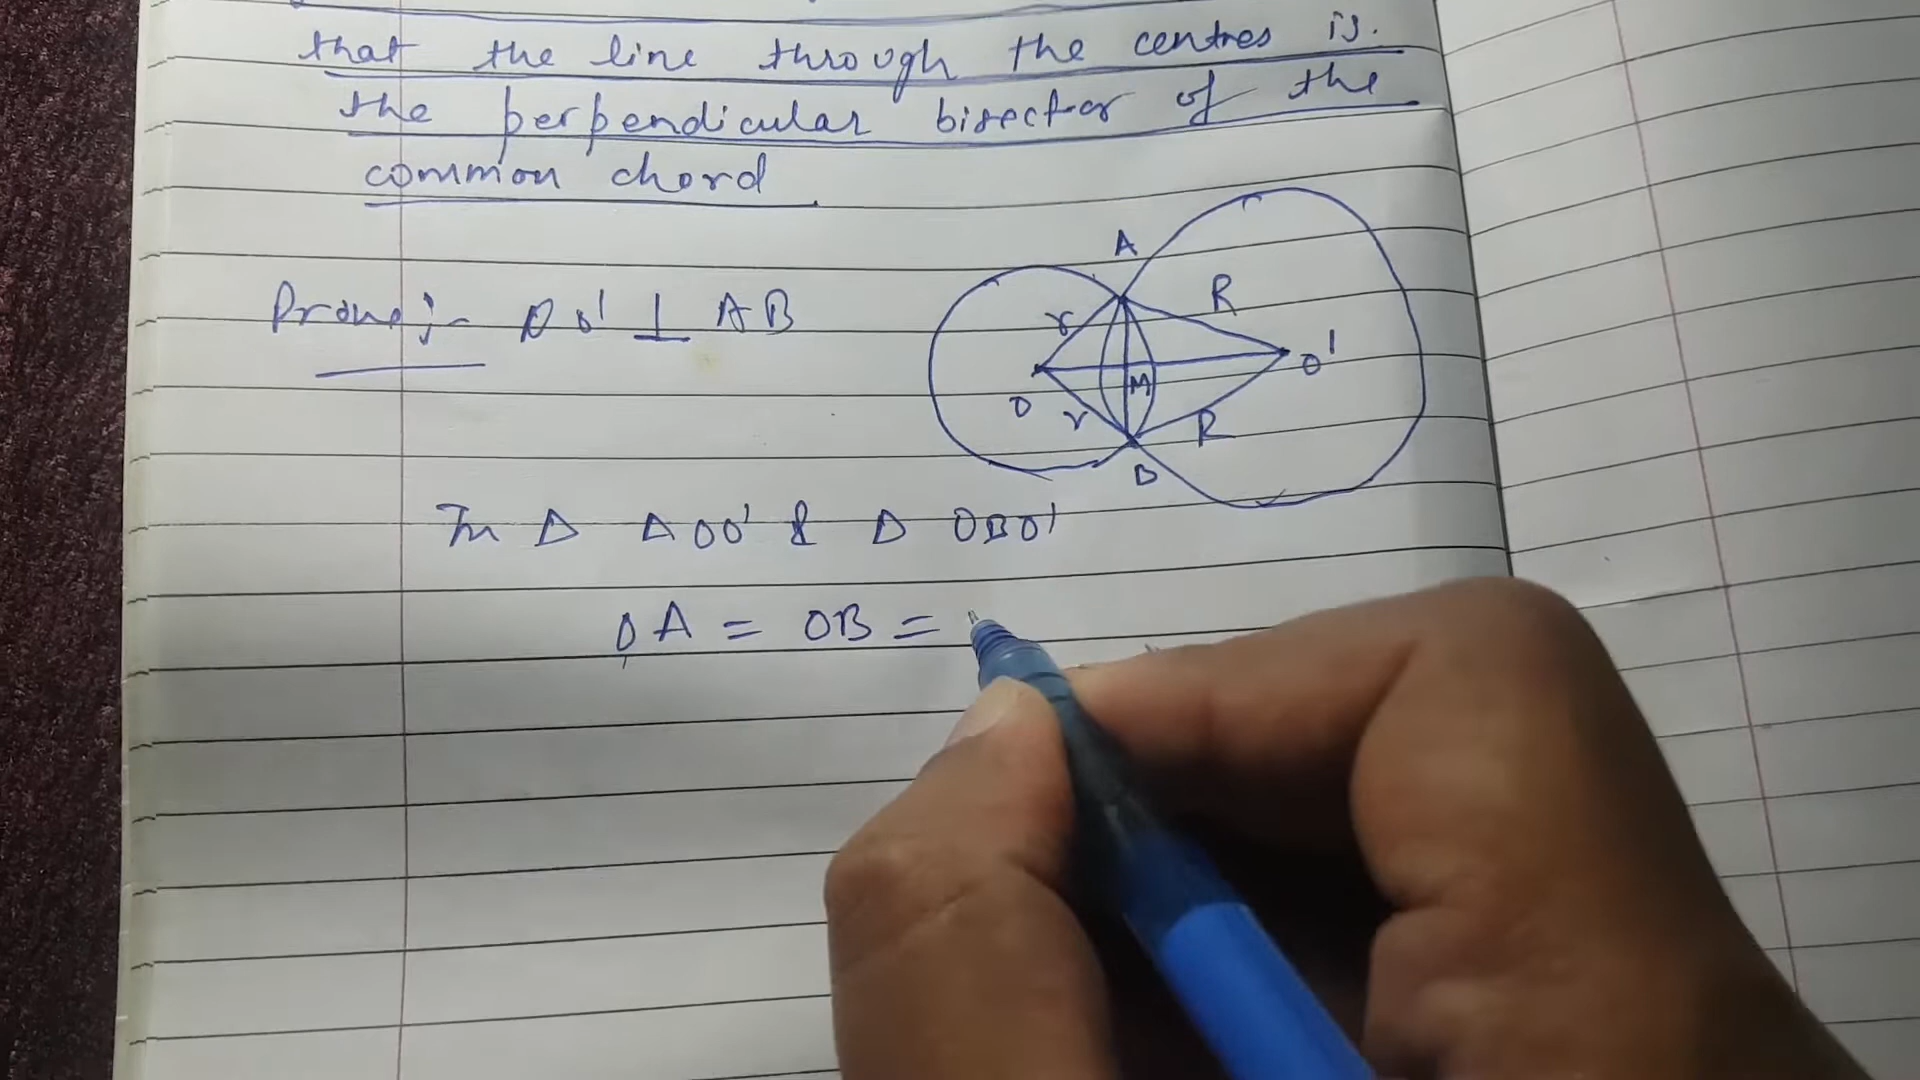 that the line through the centres is.
the perpendicular bisector of the
common chord
Prove :- OO' ⊥ AB
A
R
r
O'
M
O
r
R
B
In Δ AOO' & Δ OBO'
OA = OB =